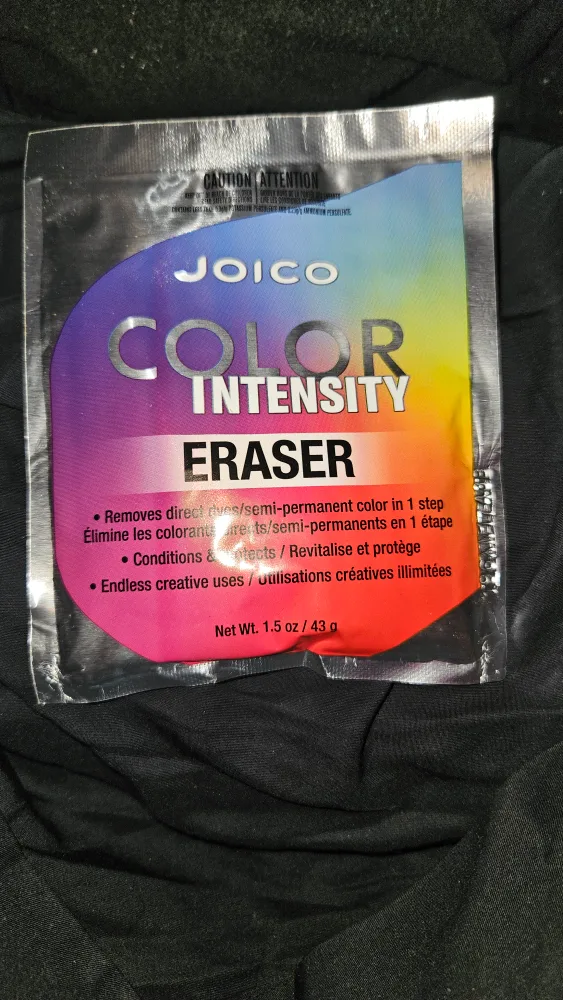 CAUTION | ATTENTION
JOICO
COLOR
INTENSITY
ERASER
• Removes direct dyes/semi-permanent color in 1 step
Élimine les colorants directs/semi-permanents en 1 étape
• Conditions & protects / Revitalise et protège
• Endless creative uses / Utilisations créatives illimitées
Net Wt. 1.5 oz / 43 g